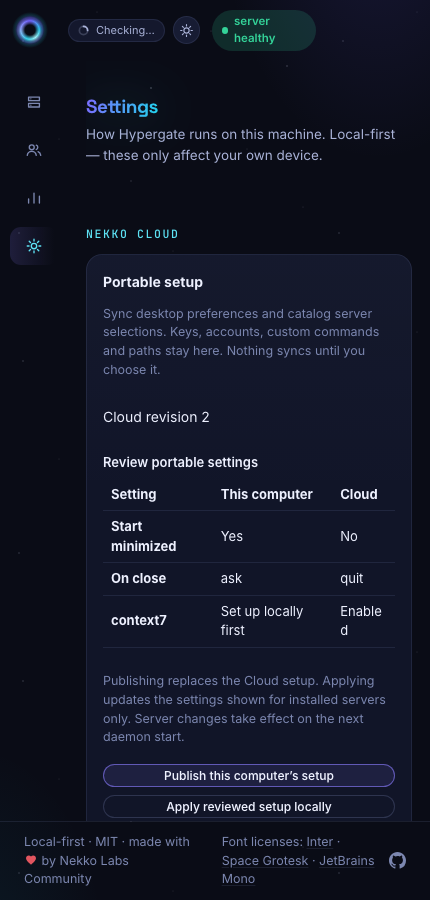 Checking...
server
healthy
Settings
How Hypergate runs on this machine. Local-first
— these only affect your own device.
NEKKO CLOUD
Portable setup
Sync desktop preferences and catalog server
selections. Keys, accounts, custom commands
and paths stay here. Nothing syncs until you
choose it.
Cloud revision 2
Review portable settings
Setting This computer Cloud
Start
minimized Yes No
On close ask quit
context7 Set up locally
first Enable
d
Publishing replaces the Cloud setup. Applying
updates the settings shown for installed servers
only. Server changes take effect on the next
daemon start.
Publish this computer’s setup
Apply reviewed setup locally
Local-first · MIT · made with
by Nekko Labs
Community
Font licenses: Inter ·
Space Grotesk · JetBrains
Mono